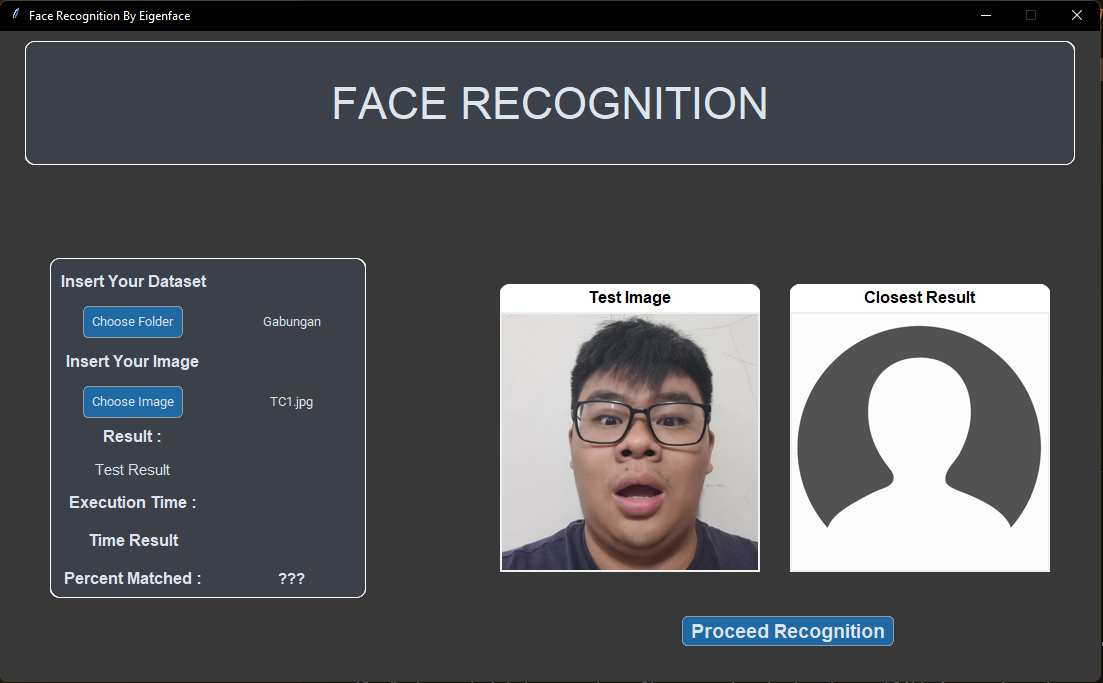 Face Recognition By Eigenface
FACE RECOGNITION
Insert Your Dataset
Choose Folder
Gabungan
Insert Your Image
Choose Image
TC1.jpg
Result :
Test Result
Execution Time :
Time Result
Percent Matched :
???
Test Image
Closest Result
Proceed Recognition